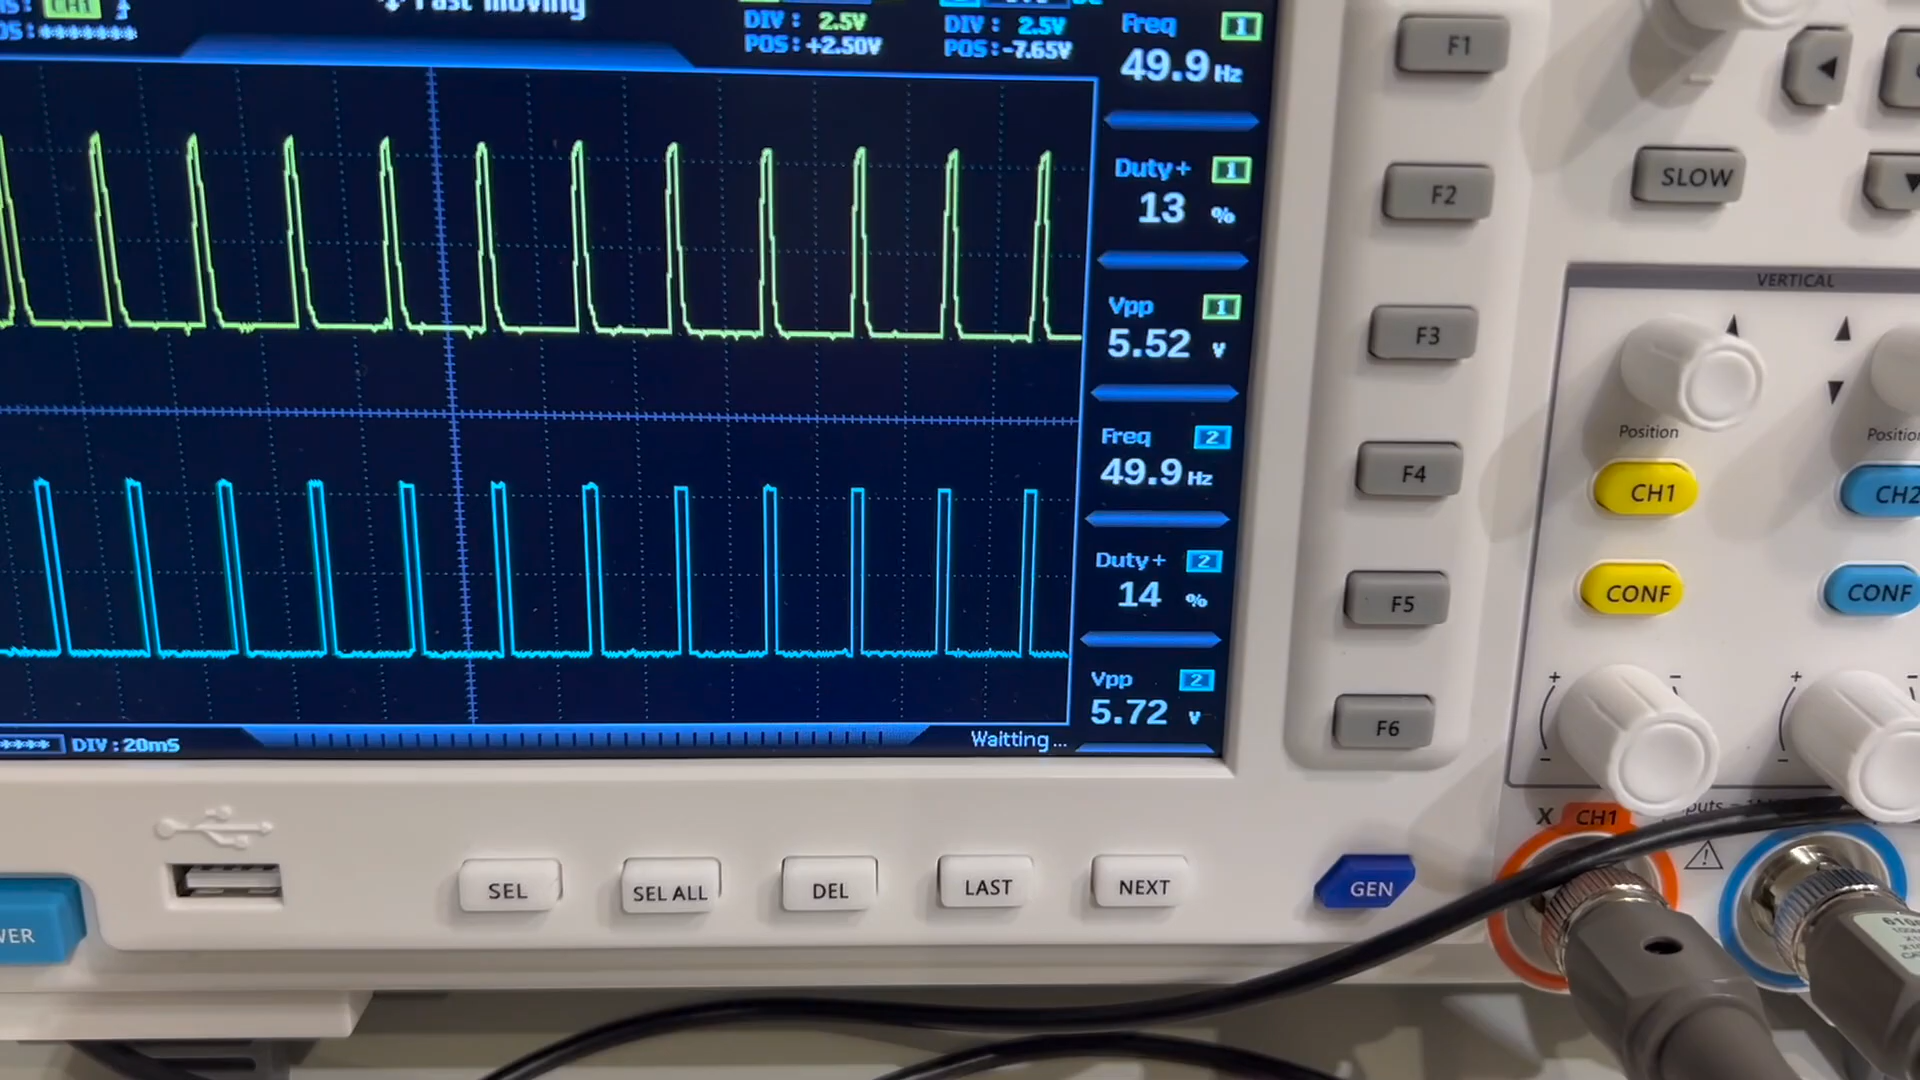 CH1
Fast moving
DIV: 2.5V
POS:+2.50V
DIV: 2.5V
POS:-7.65V
Freq 1
49.9 Hz
Duty+ 1
13 %
Vpp 1
5.52 v
Freq 2
49.9 Hz
Duty+ 2
14 %
Vpp 2
5.72 v
DIV:20mS
Waitting...
F1
F2
F3
F4
F5
F6
SLOW
VERTICAL
Position
CH1
CH2
CONF
CONF
+ -
+ -
X CH1
SEL
SEL ALL
DEL
LAST
NEXT
GEN